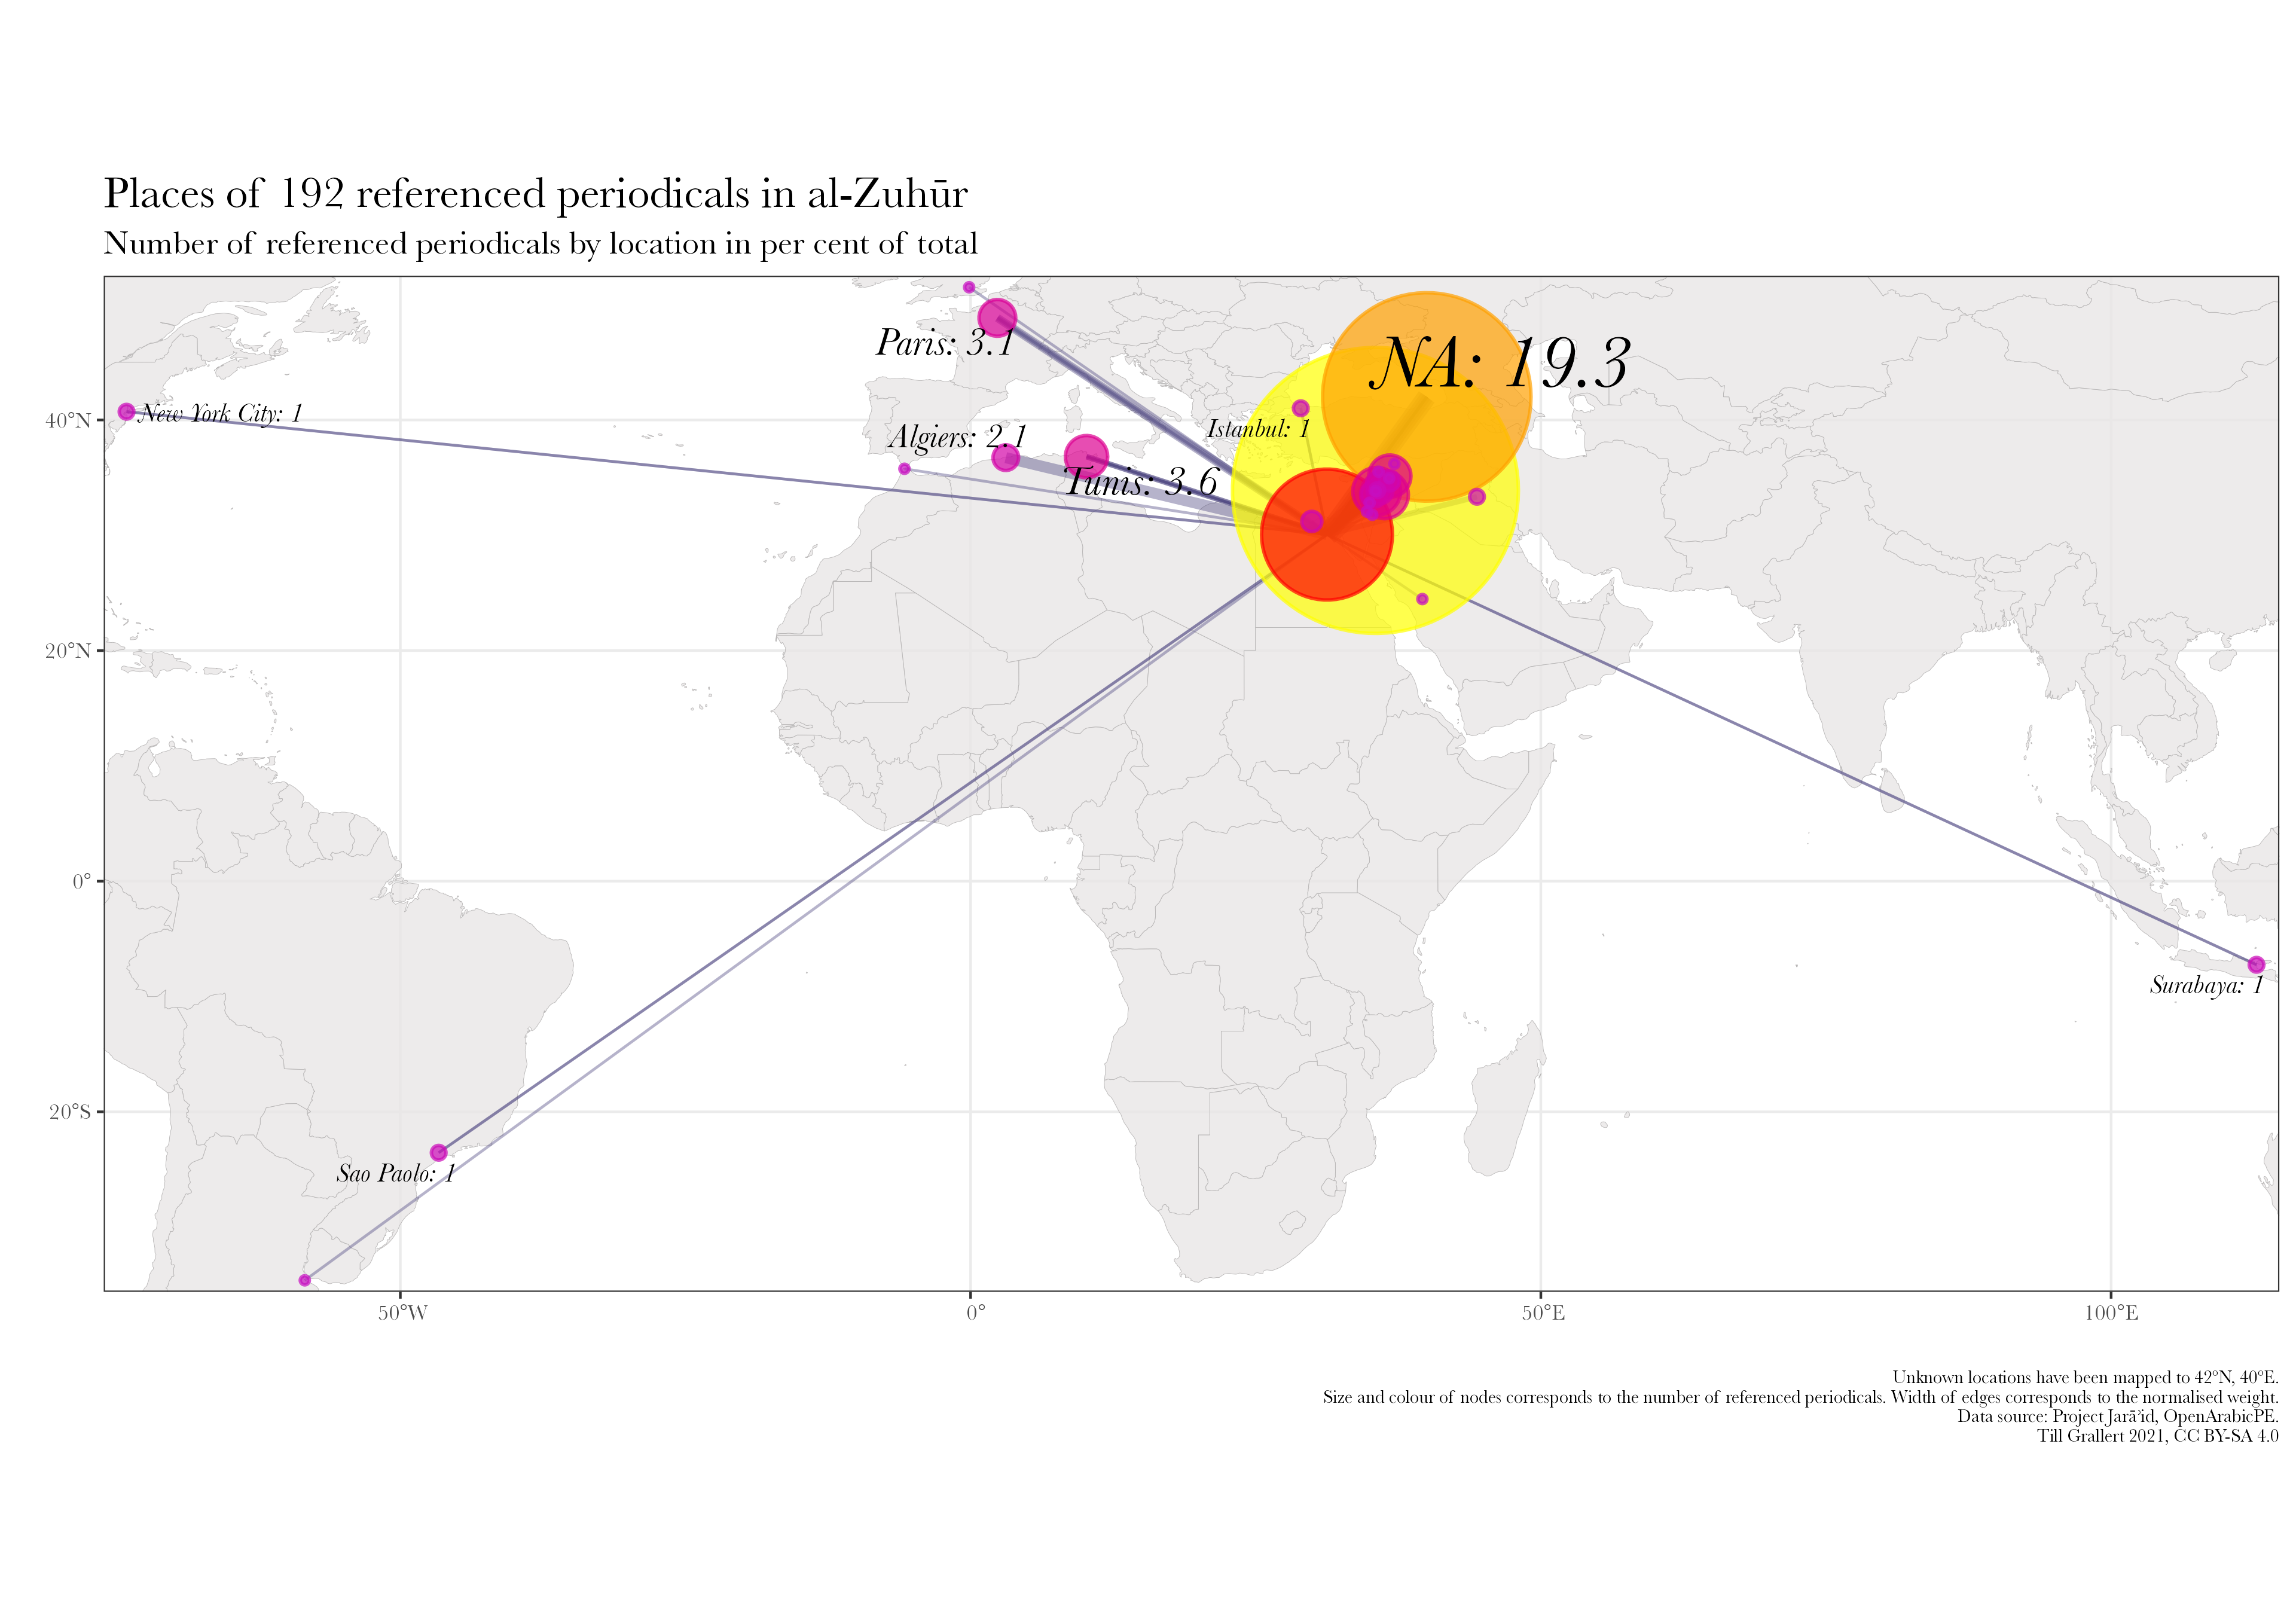 Places of 192 referenced periodicals in al-Zuhūr
Number of referenced periodicals by location in per cent of total
Paris: 3.1
NA: 19.3
40°N
New York City: 1
Istanbul: 1
Algiers: 2.1
Tunis: 3.6
20°N
0°
Surabaya: 1
20°S
Sao Paolo: 1
50°W
0°
50°E
100°E
Unknown locations have been mapped to 42°N, 40°E.
Size and colour of nodes corresponds to the number of referenced periodicals. Width of edges corresponds to the normalised weight.
Data source: Project Jarāʾid, OpenArabicPE.
Till Grallert 2021, CC BY-SA 4.0